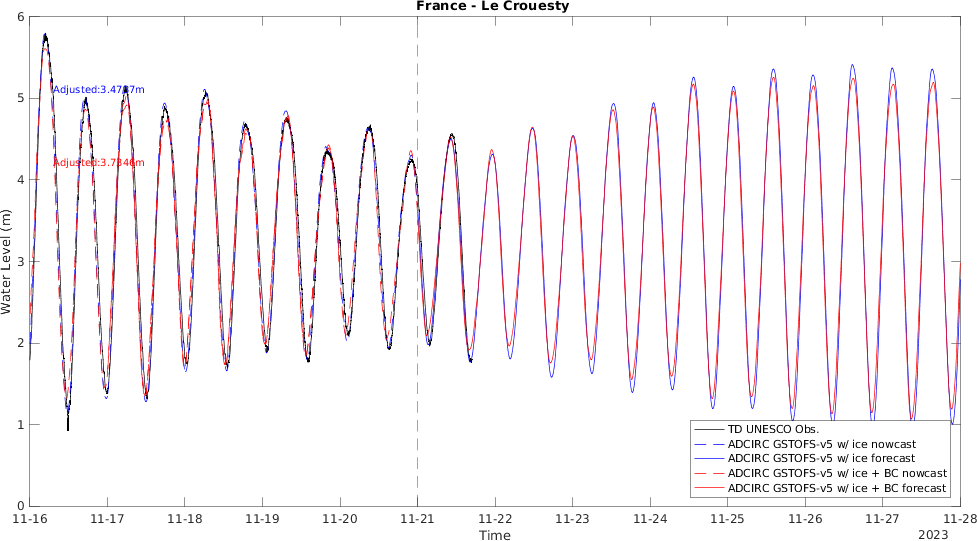 France - Le Crouesty
6
5
4
3
2
1
0
Water Level (m)
Adjusted:3.4787m
Adjusted:3.7346m
TD UNESCO Obs.
ADCIRC GSTOFS-v5 w/ ice nowcast
ADCIRC GSTOFS-v5 w/ ice forecast
ADCIRC GSTOFS-v5 w/ ice + BC nowcast
ADCIRC GSTOFS-v5 w/ ice + BC forecast
11-16 11-17 11-18 11-19 11-20 11-21 11-22 11-23 11-24 11-25 11-26 11-27 11-28
Time
2023